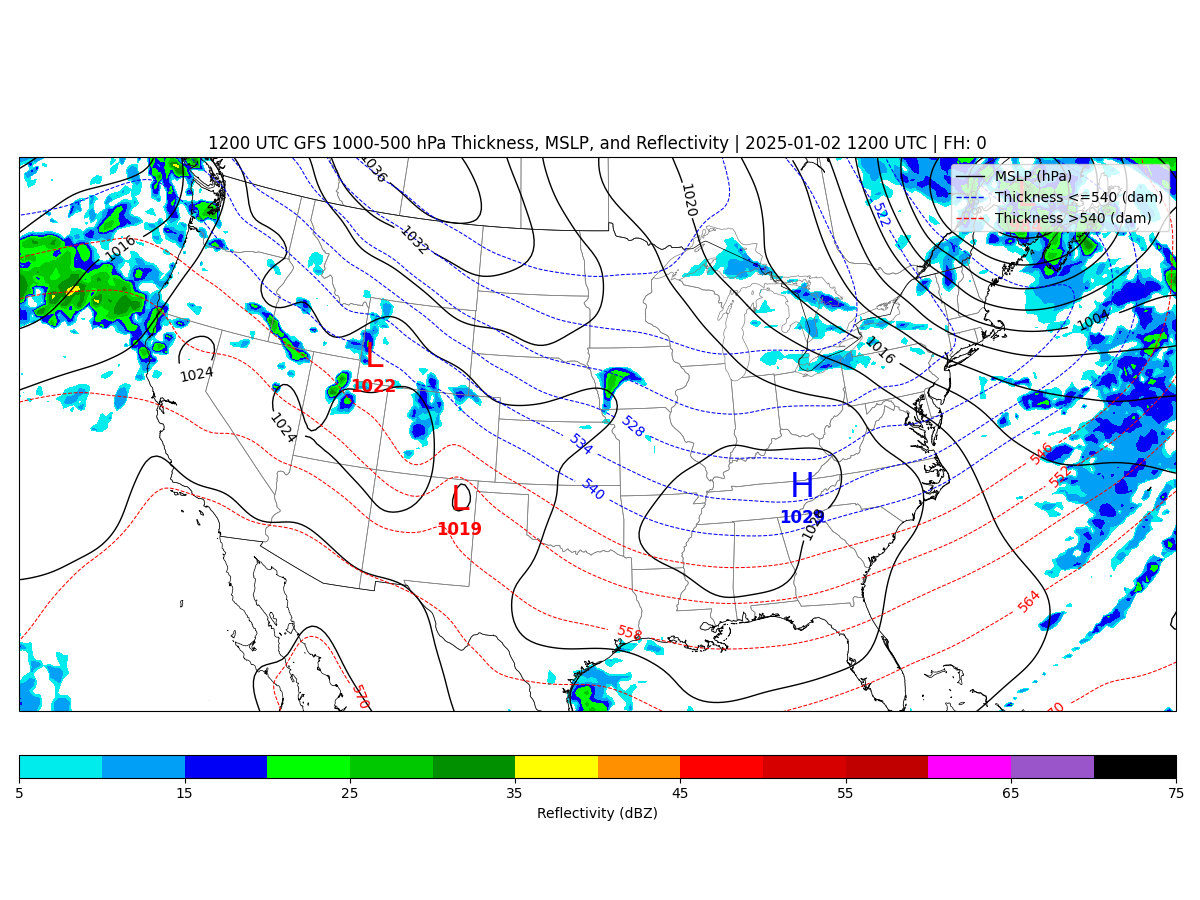 1200 UTC GFS 1000-500 hPa Thickness, MSLP, and Reflectivity | 2025-01-02 1200 UTC | FH: 0
MSLP (hPa)
Thickness <=540 (dam)
Thickness >540 (dam)
1036
1020
522
1032
1016
1004
1016
1024
L
1022
1024
528
534
540
546
552
H
1029
L
1019
564
558
570
5 15 25 35 45 55 65 75
Reflectivity (dBZ)